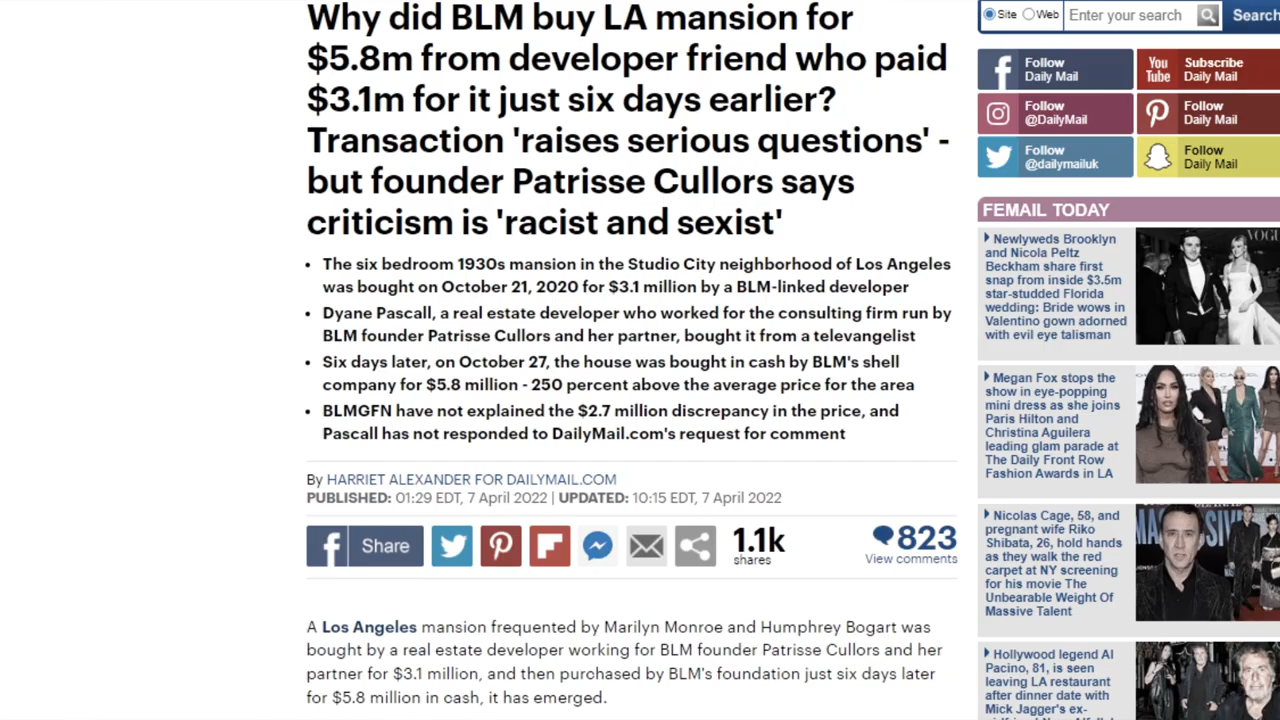 Why did BLM buy LA mansion for
$5.8m from developer friend who paid
$3.1m for it just six days earlier?
Transaction 'raises serious questions' -
but founder Patrisse Cullors says
criticism is 'racist and sexist'
• The six bedroom 1930s mansion in the Studio City neighborhood of Los Angeles
was bought on October 21, 2020 for $3.1 million by a BLM-linked developer
• Dyane Pascall, a real estate developer who worked for the consulting firm run by
BLM founder Patrisse Cullors and her partner, bought it from a televangelist
• Six days later, on October 27, the house was bought in cash by BLM's shell
company for $5.8 million - 250 percent above the average price for the area
• BLMGFN have not explained the $2.7 million discrepancy in the price, and
Pascall has not responded to DailyMail.com's request for comment
By HARRIET ALEXANDER FOR DAILYMAIL.COM
PUBLISHED: 01:29 EDT, 7 April 2022 | UPDATED: 10:15 EDT, 7 April 2022
Share
1.1k
shares
823
View comments
A Los Angeles mansion frequented by Marilyn Monroe and Humphrey Bogart was
bought by a real estate developer working for BLM founder Patrisse Cullors and her
partner for $3.1 million, and then purchased by BLM's foundation just six days later
for $5.8 million in cash, it has emerged.
Site Web Enter your search Search
Follow
Daily Mail
You
Tube
Subscribe
Daily Mail
Follow
@DailyMail
Follow
Daily Mail
Follow
@dailymailuk
Follow
Daily Mail
FEMAIL TODAY
Newlyweds Brooklyn
and Nicola Peltz
Beckham share first
snap from inside $3.5m
star-studded Florida
wedding: Bride wows in
Valentino gown adorned
with evil eye talisman
Megan Fox stops the
show in eye-popping
mini dress as she joins
Paris Hilton and
Christina Aguilera
leading glam parade at
The Daily Front Row
Fashion Awards in LA
Nicolas Cage, 58, and
pregnant wife Riko
Shibata, 26, hold hands
as they walk the red
carpet at NY screening
for his movie The
Unbearable Weight Of
Massive Talent
Hollywood legend Al
Pacino, 81, is seen
leaving LA restaurant
after dinner date with
Mick Jagger's ex-